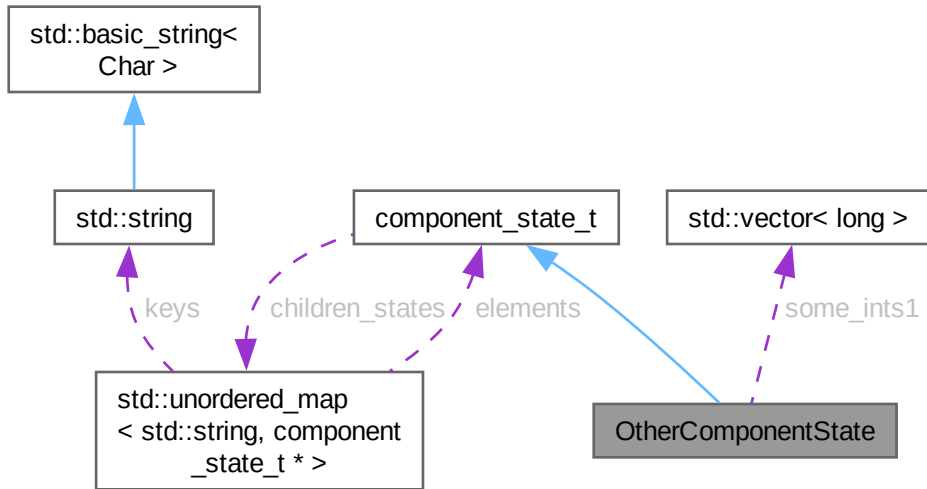 std::basic_string<
Char >
std::string
component_state_t
std::vector< long >
keys
children_states
elements
some_ints1
std::unordered_map
< std::string, component
_state_t * >
OtherComponentState